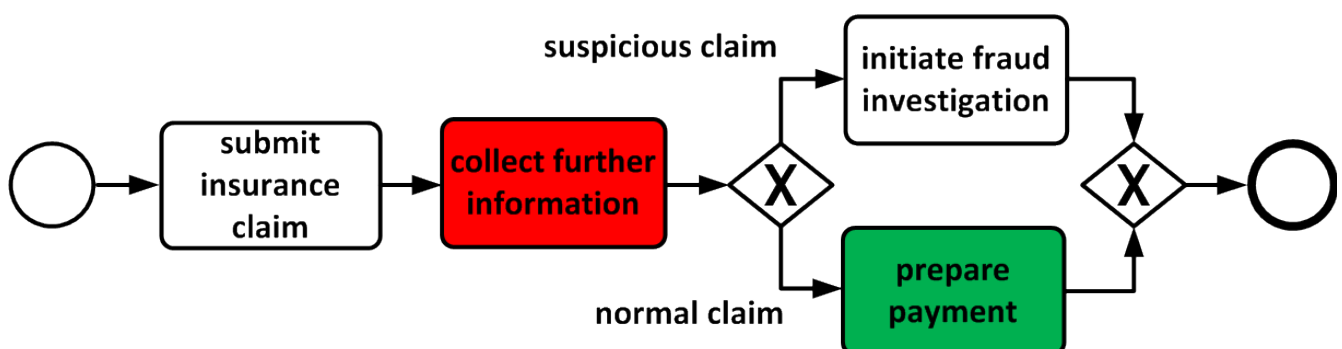 submit
insurance
claim
collect further
information
suspicious claim
X
normal claim
initiate fraud
investigation
prepare
payment
X